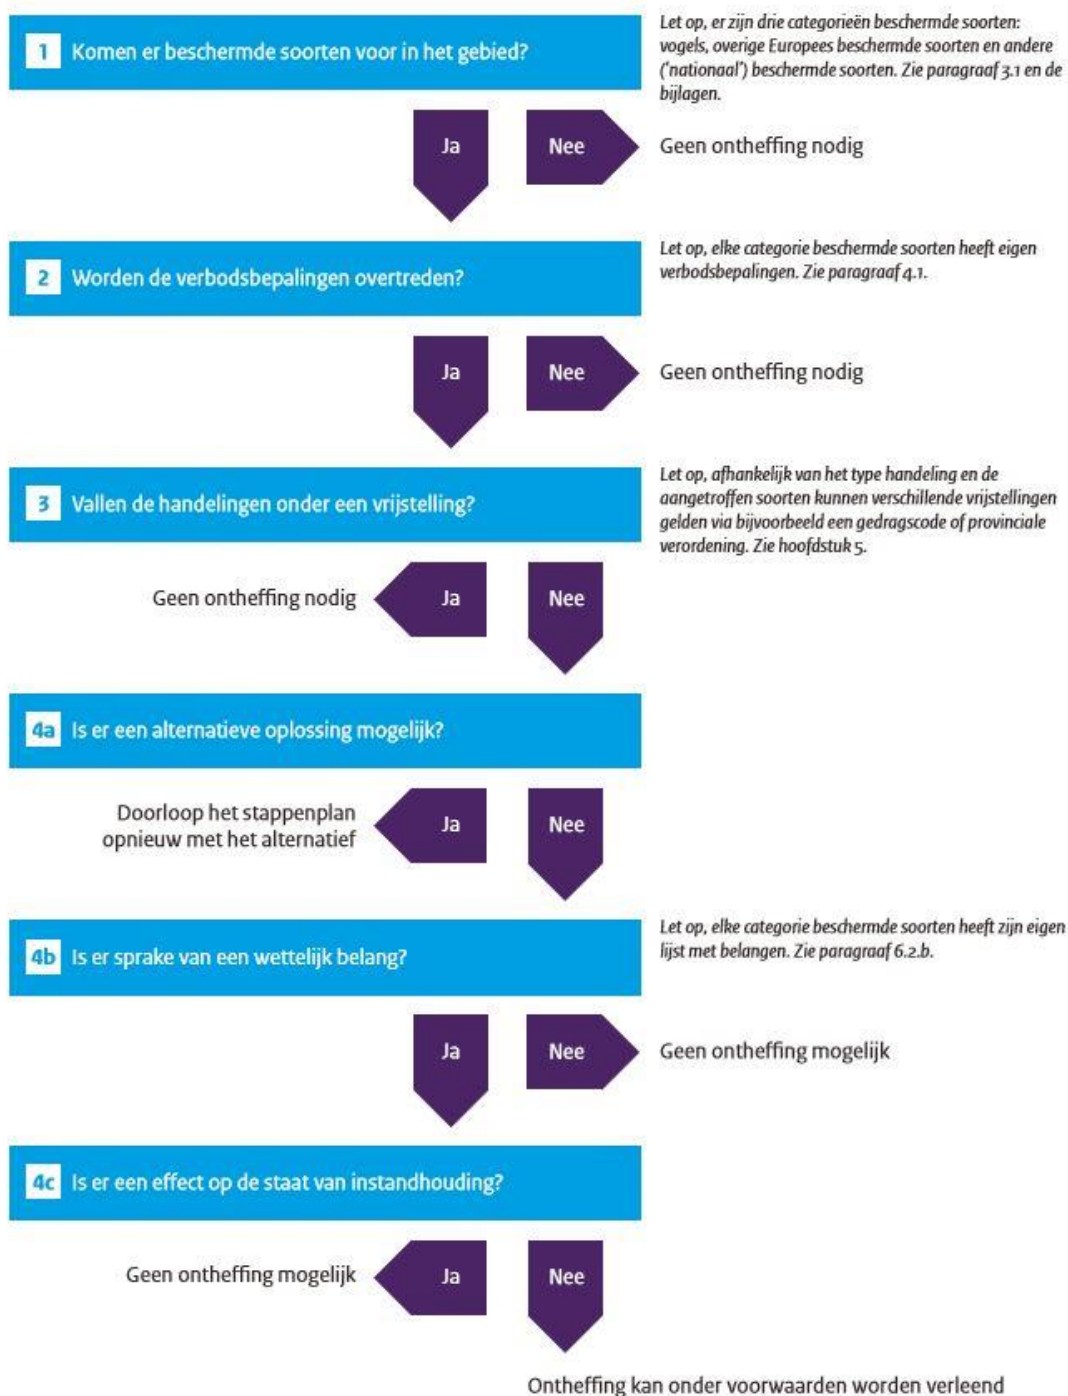 1 Komen er beschermde soorten voor in het gebied?
Let op, er zijn drie categorieën beschermde soorten:
vogels, overige Europees beschermde soorten en andere
('nationaal') beschermde soorten. Zie paragraaf 3.1 en de
bijlagen.
Ja
Nee
Geen ontheffing nodig
2 Worden de verbodsbepalingen overtreden?
Let op, elke categorie beschermde soorten heeft eigen
verbodsbepalingen. Zie paragraaf 4.1.
Ja
Nee
Geen ontheffing nodig
3 Vallen de handelingen onder een vrijstelling?
Let op, afhankelijk van het type handeling en de
aangetroffen soorten kunnen verschillende vrijstellingen
gelden via bijvoorbeeld een gedragscode of provinciale
verordening. Zie hoofdstuk 5.
Geen ontheffing nodig
Ja
Nee
4a Is er een alternatieve oplossing mogelijk?
Doorloop het stappenplan
opnieuw met het alternatief
Ja
Nee
4b Is er sprake van een wettelijk belang?
Let op, elke categorie beschermde soorten heeft zijn eigen
lijst met belangen. Zie paragraaf 6.2.b.
Ja
Nee
Geen ontheffing mogelijk
4c Is er een effect op de staat van instandhouding?
Geen ontheffing mogelijk
Ja
Nee
Ontheffing kan onder voorwaarden worden verleend